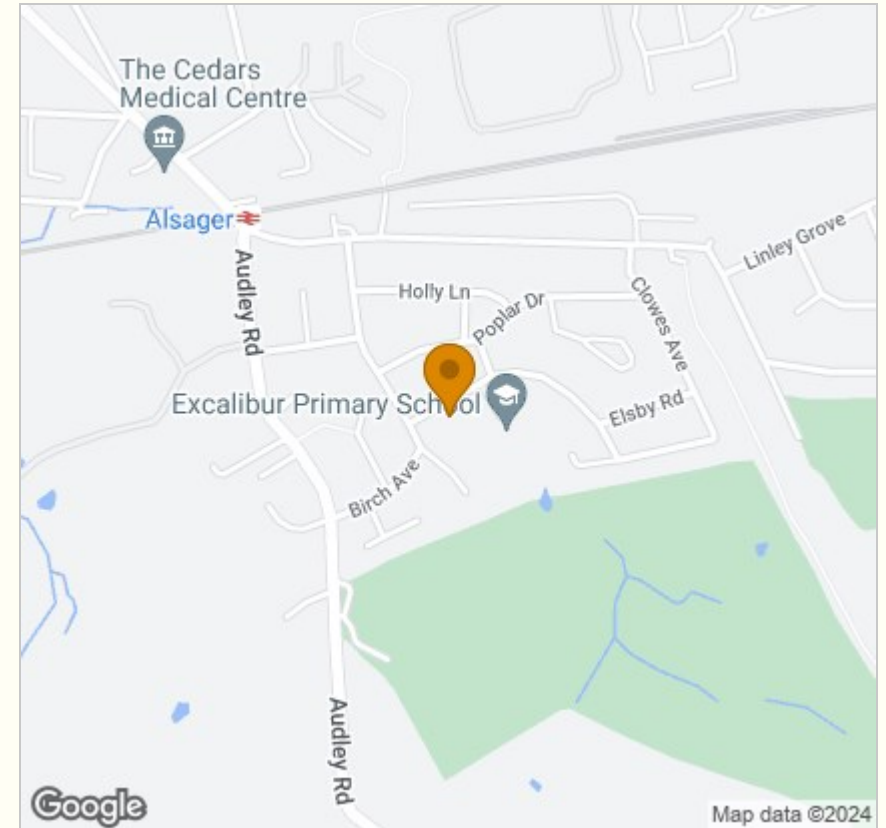 The Cedars
Medical Centre
Alsager
Audley Rd
Linley Grove
Holly Ln
Poplar Dr
Clowes Ave
Excalibur Primary School
Elsby Rd
Birch Ave
Audley Rd
Google
Map data ©2024